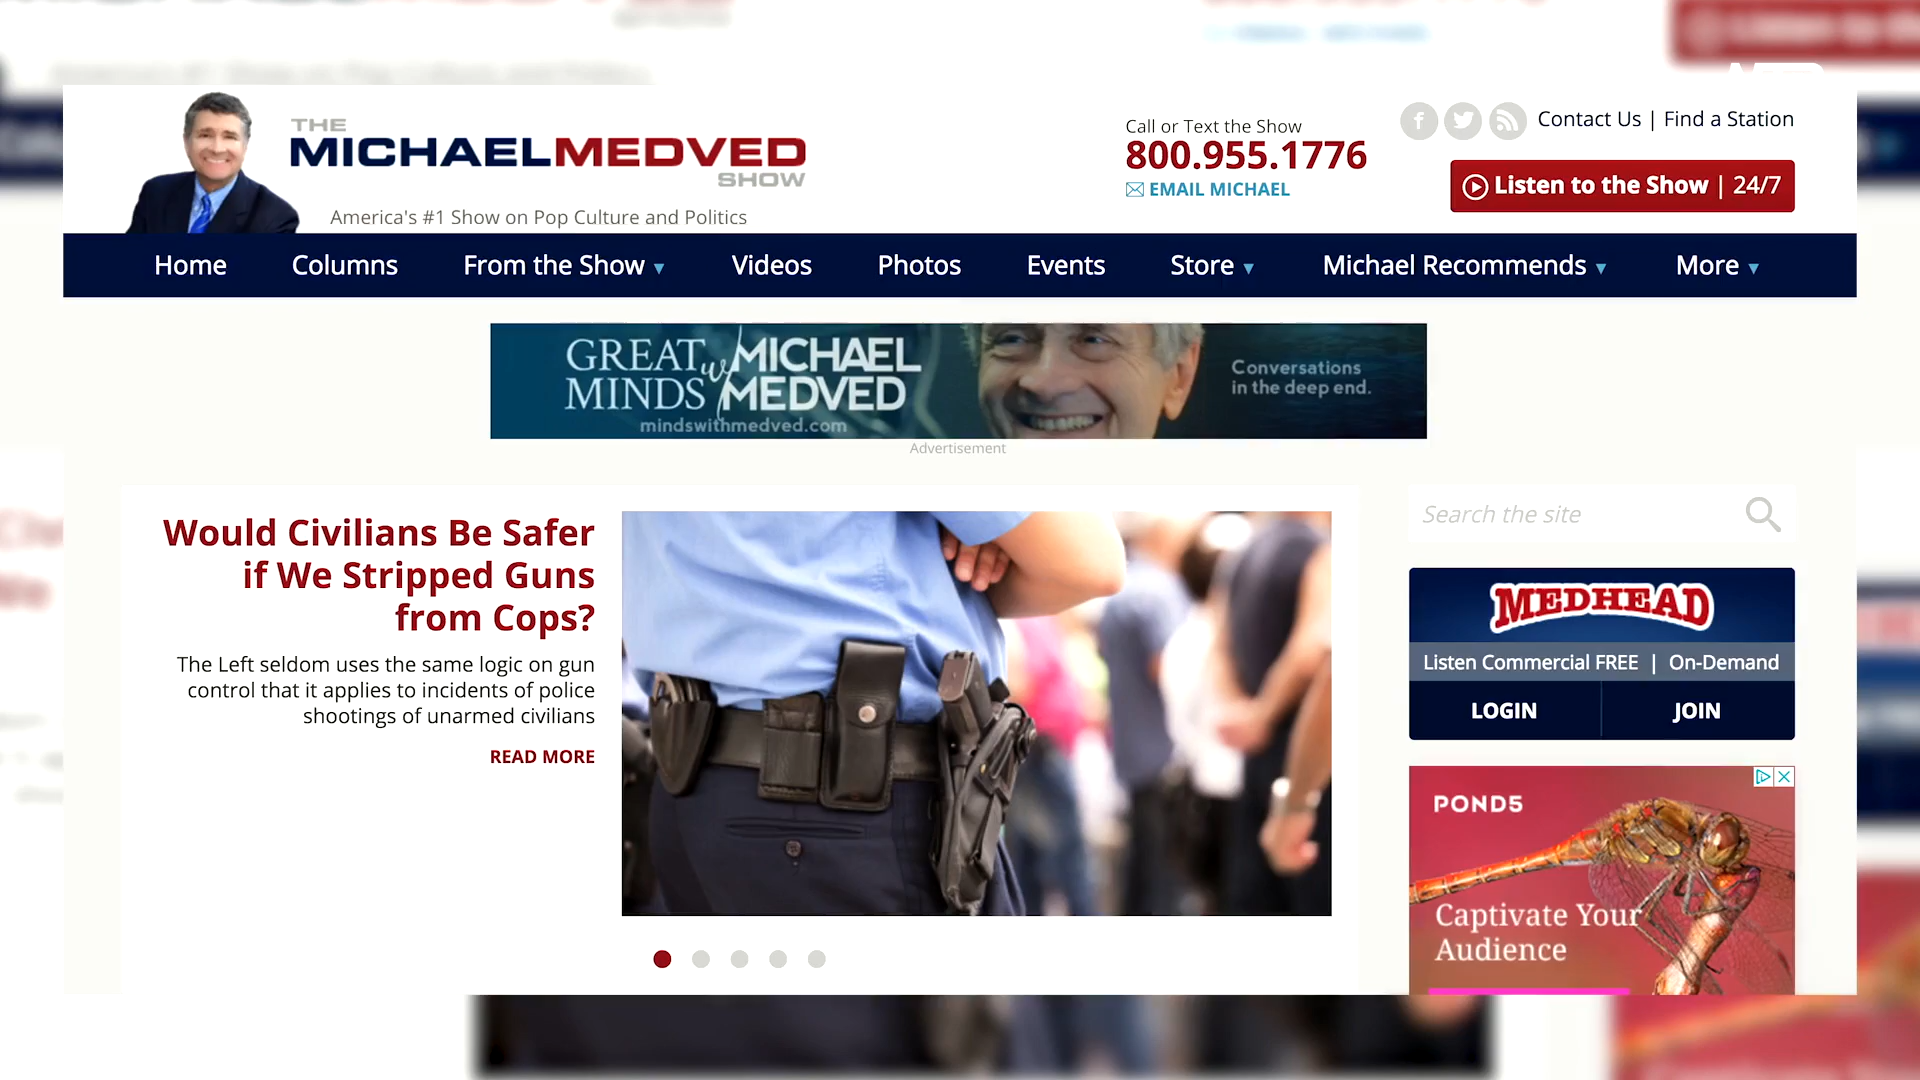 THE
MICHAELMEDVED
SHOW
America's #1 Show on Pop Culture and Politics
Call or Text the Show
800.955.1776
EMAIL MICHAEL
Contact Us | Find a Station
Listen to the Show | 24/7
Home Columns From the Show Videos Photos Events Store Michael Recommends More
GREAT MINDS w/ MICHAEL MEDVED
mindswithmedved.com
Conversations
in the deep end.
Advertisement
Would Civilians Be Safer
if We Stripped Guns
from Cops?
The Left seldom uses the same logic on gun
control that it applies to incidents of police
shootings of unarmed civilians
READ MORE
Search the site
MEDHEAD
Listen Commercial FREE | On-Demand
LOGIN JOIN
POND5
Captivate Your
Audience